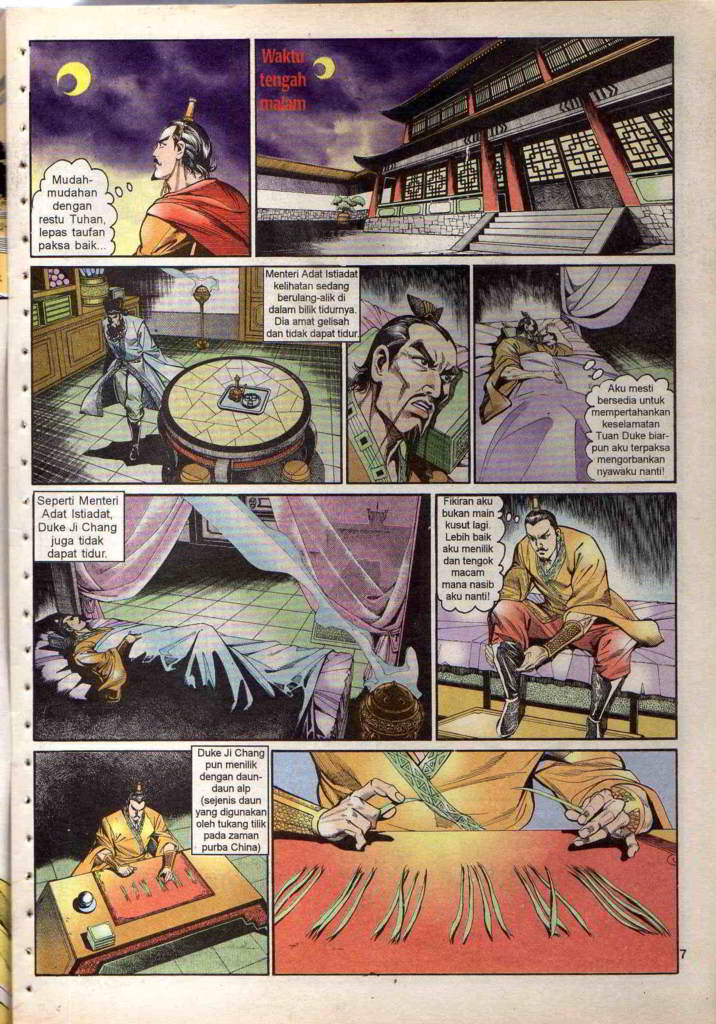 Mudah-
mudahan
dengan
restu Tuhan,
lepas taufan
paksa baik...
Waktu
tengah
malam
Menteri Adat Istiadat
kelihatan sedang
berulang-alik di
dalam bilik tidurnya.
Dia amat gelisah
dan tidak dapat tidur.
Aku mesti
bersedia untuk
mempertahankan
keselamatan
Tuan Duke biar-
pun aku terpaksa
mengorbankan
nyawaku nanti!
Seperti Menteri
Adat Istiadat,
Duke Ji Chang
juga tidak
dapat tidur.
Fikiran aku
bukan main
kusut lagi.
Lebih baik
aku menilik
dan tengok
macam
mana nasib
aku nanti!
Duke Ji Chang
pun menilik
dengan daun-
daun alp
(sejenis daun
yang digunakan
oleh tukang tilik
pada zaman
purba China)
7